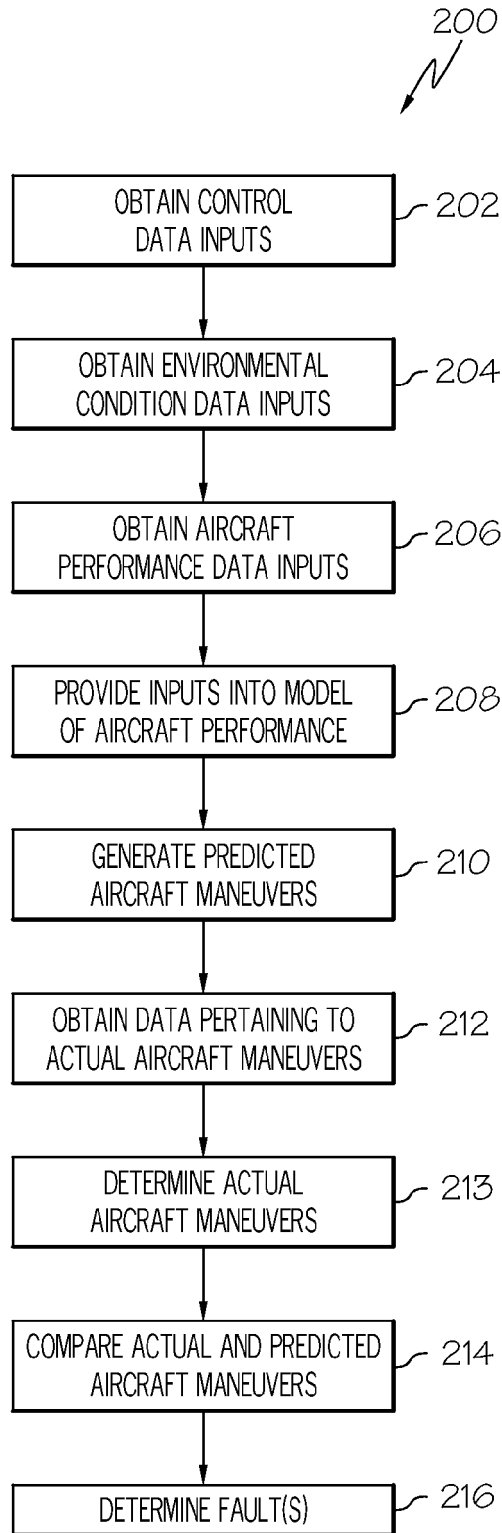 200
OBTAIN CONTROL
DATA INPUTS
202
OBTAIN ENVIRONMENTAL
CONDITION DATA INPUTS
204
OBTAIN AIRCRAFT
PERFORMANCE DATA INPUTS
206
PROVIDE INPUTS INTO MODEL
OF AIRCRAFT PERFORMANCE
208
GENERATE PREDICTED
AIRCRAFT MANEUVERS
210
OBTAIN DATA PERTAINING TO
ACTUAL AIRCRAFT MANEUVERS
212
DETERMINE ACTUAL
AIRCRAFT MANEUVERS
213
COMPARE ACTUAL AND PREDICTED
AIRCRAFT MANEUVERS
214
DETERMINE FAULT(S)
216